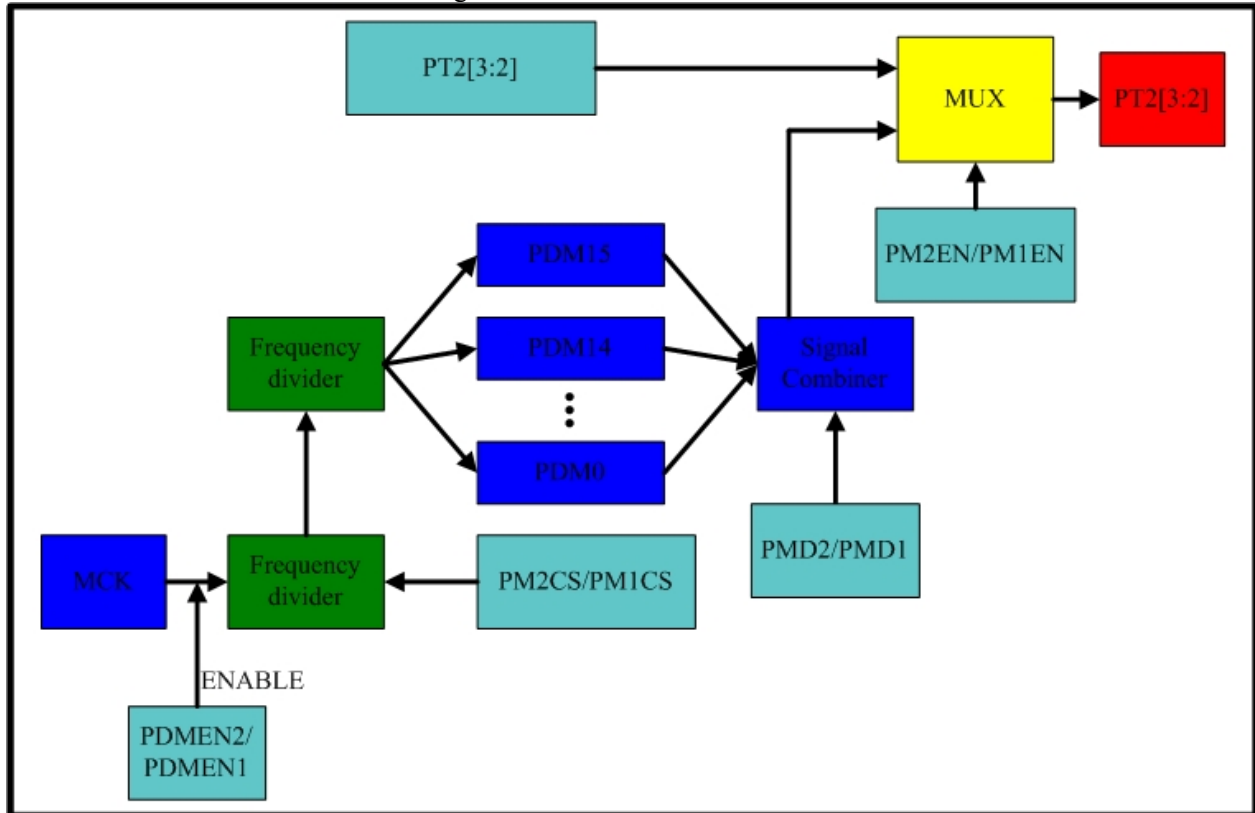 PT2[3:2]
MUX
PT2[3:2]
PM2EN/PM1EN
PDM15
Frequency
divider
PDM14
Signal
Combiner
PDM0
MCK
Frequency
divider
PM2CS/PM1CS
PMD2/PMD1
ENABLE
PDMEN2/
PDMEN1